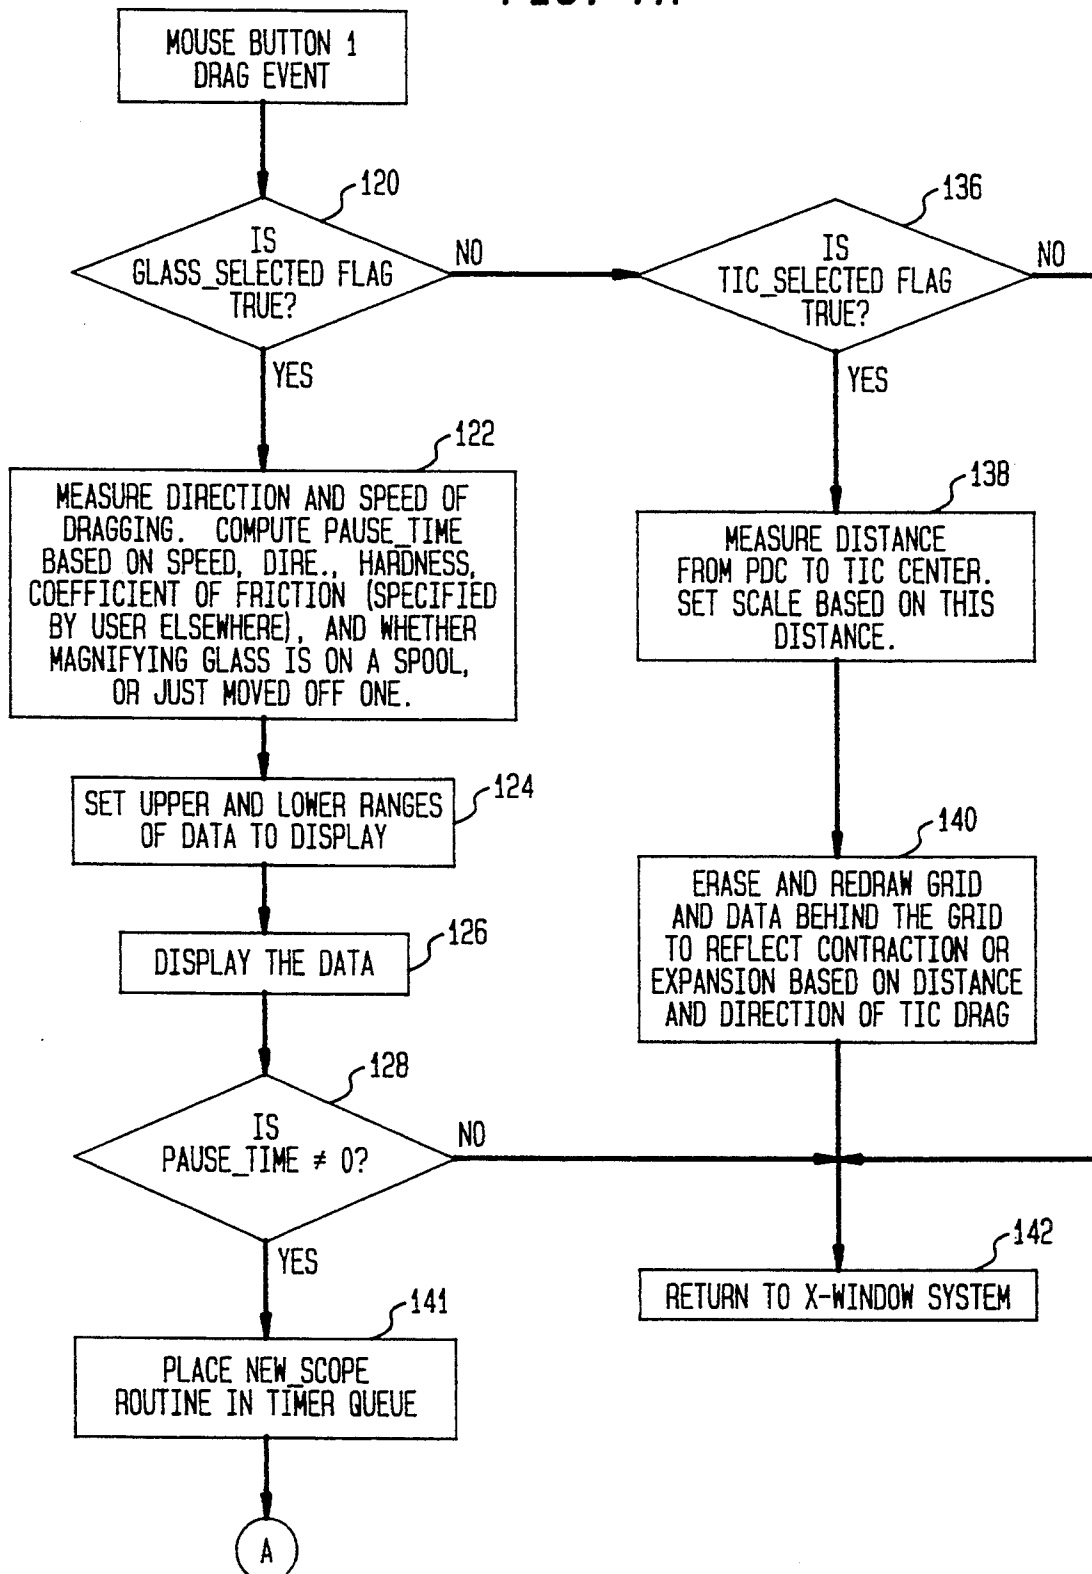 MOUSE BUTTON 1
DRAG EVENT
120
IS
GLASS_SELECTED FLAG
TRUE?
NO
YES
136
IS
TIC_SELECTED FLAG
TRUE?
NO
YES
122
MEASURE DIRECTION AND SPEED OF
DRAGGING. COMPUTE PAUSE_TIME
BASED ON SPEED, DIRE., HARDNESS,
COEFFICIENT OF FRICTION (SPECIFIED
BY USER ELSEWHERE), AND WHETHER
MAGNIFYING GLASS IS ON A SPOOL,
OR JUST MOVED OFF ONE.
138
MEASURE DISTANCE
FROM PDC TO TIC CENTER.
SET SCALE BASED ON THIS
DISTANCE.
124
SET UPPER AND LOWER RANGES
OF DATA TO DISPLAY
140
ERASE AND REDRAW GRID
AND DATA BEHIND THE GRID
TO REFLECT CONTRACTION OR
EXPANSION BASED ON DISTANCE
AND DIRECTION OF TIC DRAG
126
DISPLAY THE DATA
128
IS
PAUSE_TIME ≠ 0?
NO
YES
142
RETURN TO X-WINDOW SYSTEM
141
PLACE NEW_SCOPE
ROUTINE IN TIMER QUEUE
A